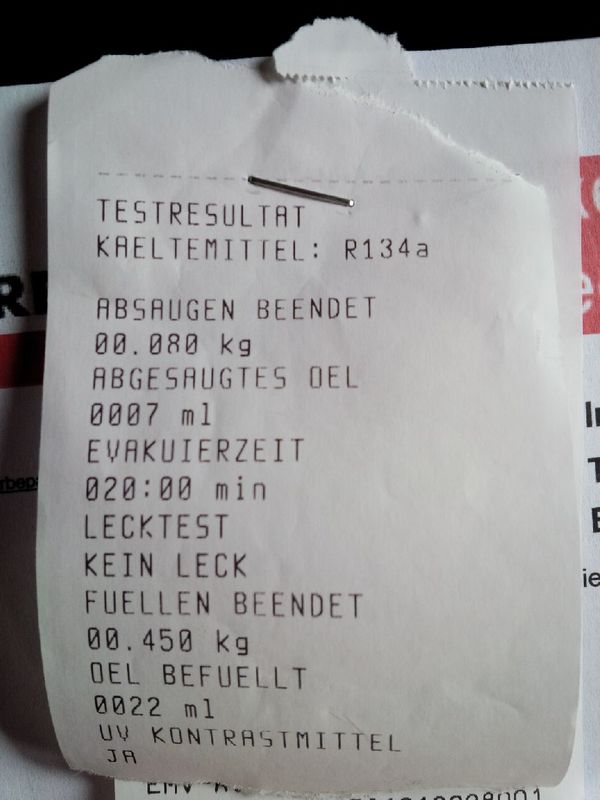 TESTRESULTAT
KAELTEMITTEL: R134a
ABSAUGEN BEENDET
00.080 kg
ABGESAUGTES OEL
0007 ml
EVAKUIERZEIT
020:00 min
LECKTEST
KEIN LECK
FUELLEN BEENDET
00.450 kg
OEL BEFUELLT
0022 ml
UV KONTRASTMITTEL
JA